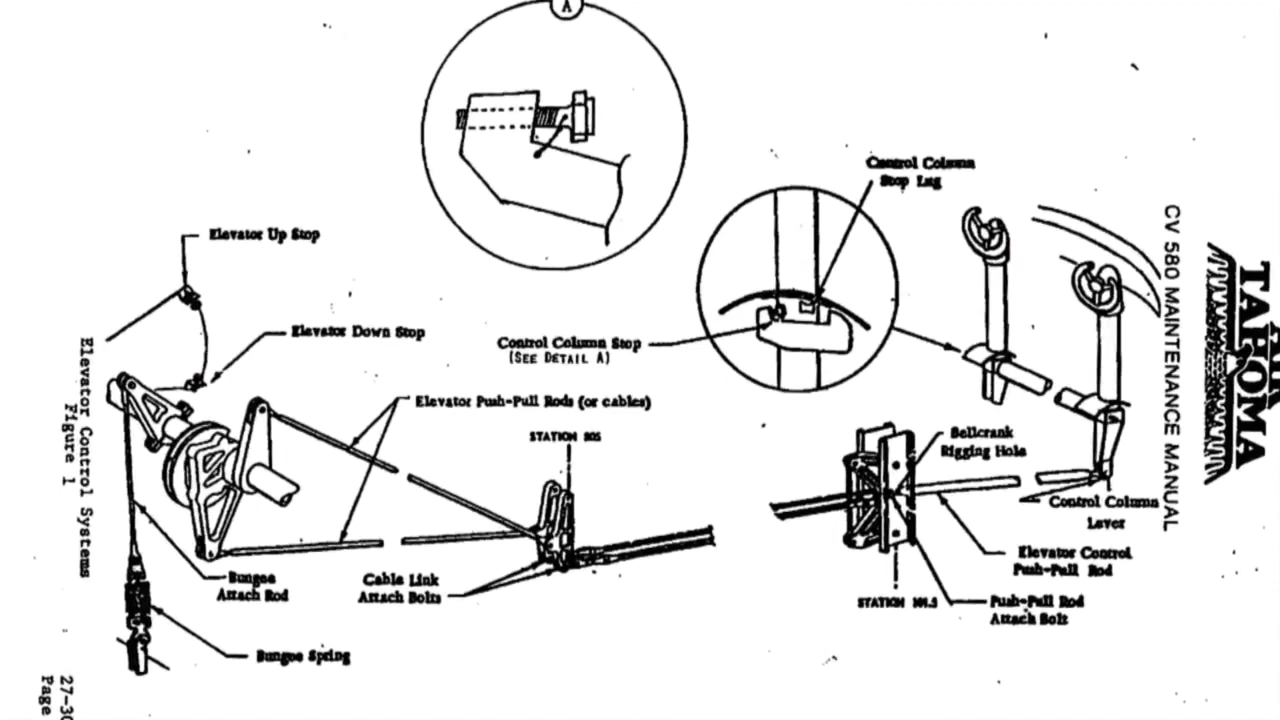 A
Control Column
Stop Lug
Elevator Up Stop
Elevator Down Stop
Control Column Stop
(SEE DETAIL A)
Elevator Push-Pull Rods (or cables)
STATION
Bellcrank
Rigging Hole
Control Column
Lever
Elevator Control
Push-Pull Rod
STATION
Push-Pull Rod
Attach Bolt
Cable Link
Attach Bolts
Bungee
Attach Rod
Bungee Spring
Elevator Control Systems
Figure 1
27-30
Page
CV 580 MAINTENANCE MANUAL
TAROMA